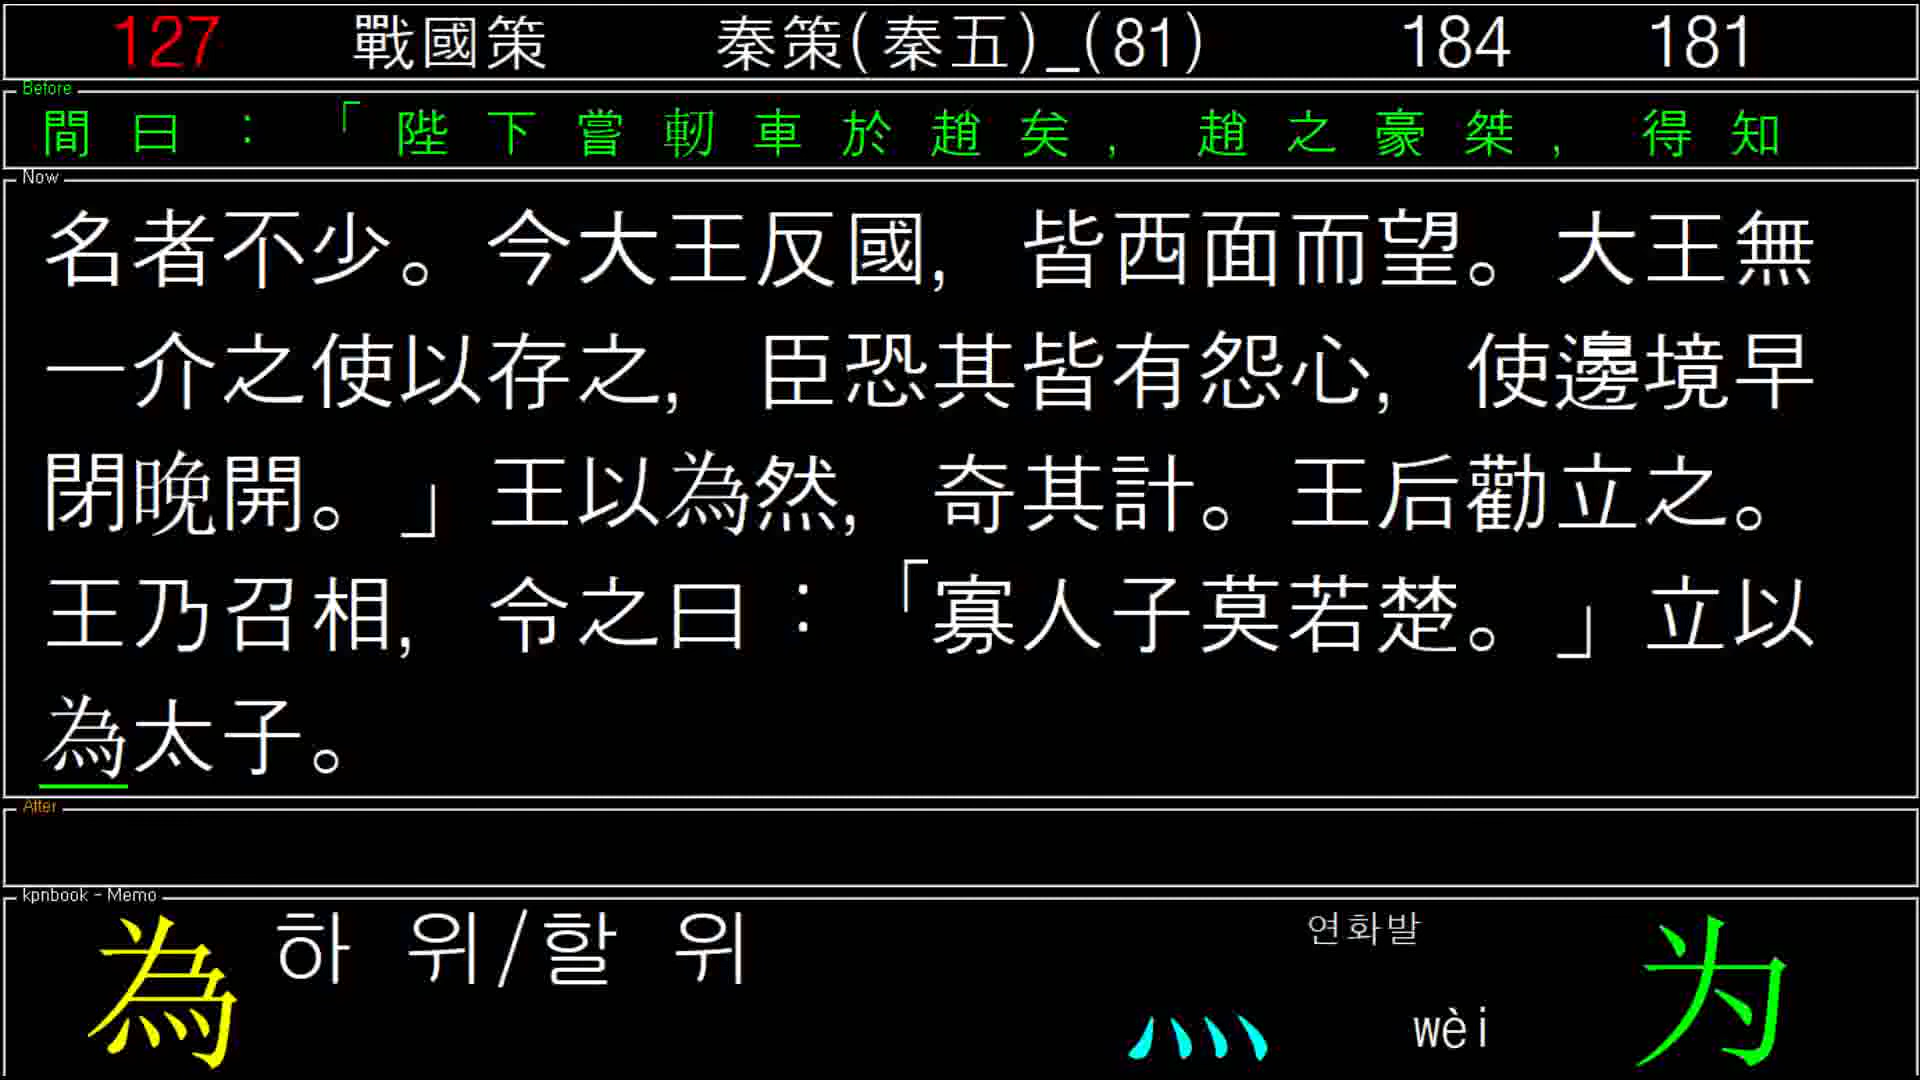 127 戰國策 秦策(秦五)_(81) 184 181
Before
間曰：「陛下嘗軔車於趙矣, 趙之豪桀, 得知
Now
名者不少。今大王反國, 皆西面而望。大王無
一介之使以存之, 臣恐其皆有怨心, 使邊境早
閉晚開。」王以為然, 奇其計。王后勸立之。
王乃召相, 令之曰：「寡人子莫若楚。」立以
為太子。
After
kpnbook - Memo
為 하 위/할 위 연화발 为
灬 wèi